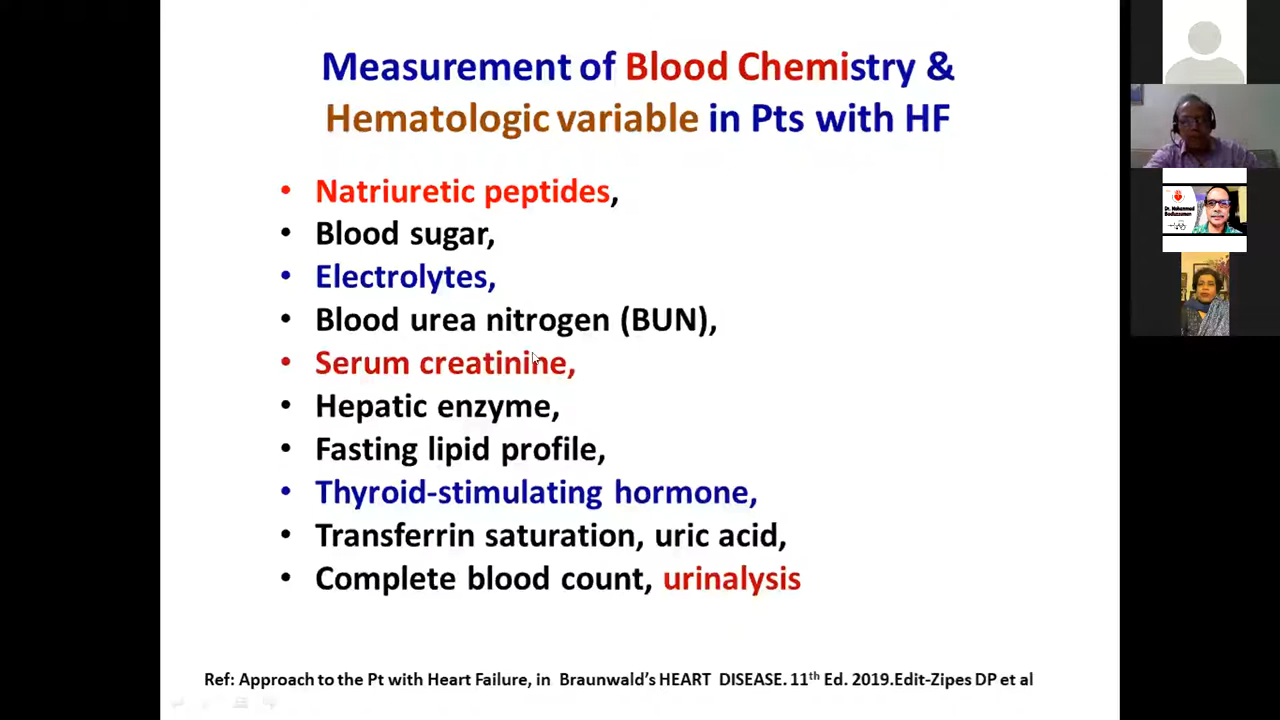 Measurement of Blood Chemistry &
Hematologic variable in Pts with HF
• Natriuretic peptides,
• Blood sugar,
• Electrolytes,
• Blood urea nitrogen (BUN),
• Serum creatinine,
• Hepatic enzyme,
• Fasting lipid profile,
• Thyroid-stimulating hormone,
• Transferrin saturation, uric acid,
• Complete blood count, urinalysis
Ref: Approach to the Pt with Heart Failure, in Braunwald's HEART DISEASE. 11th Ed. 2019.Edit-Zipes DP et al
Dr. Mohammad